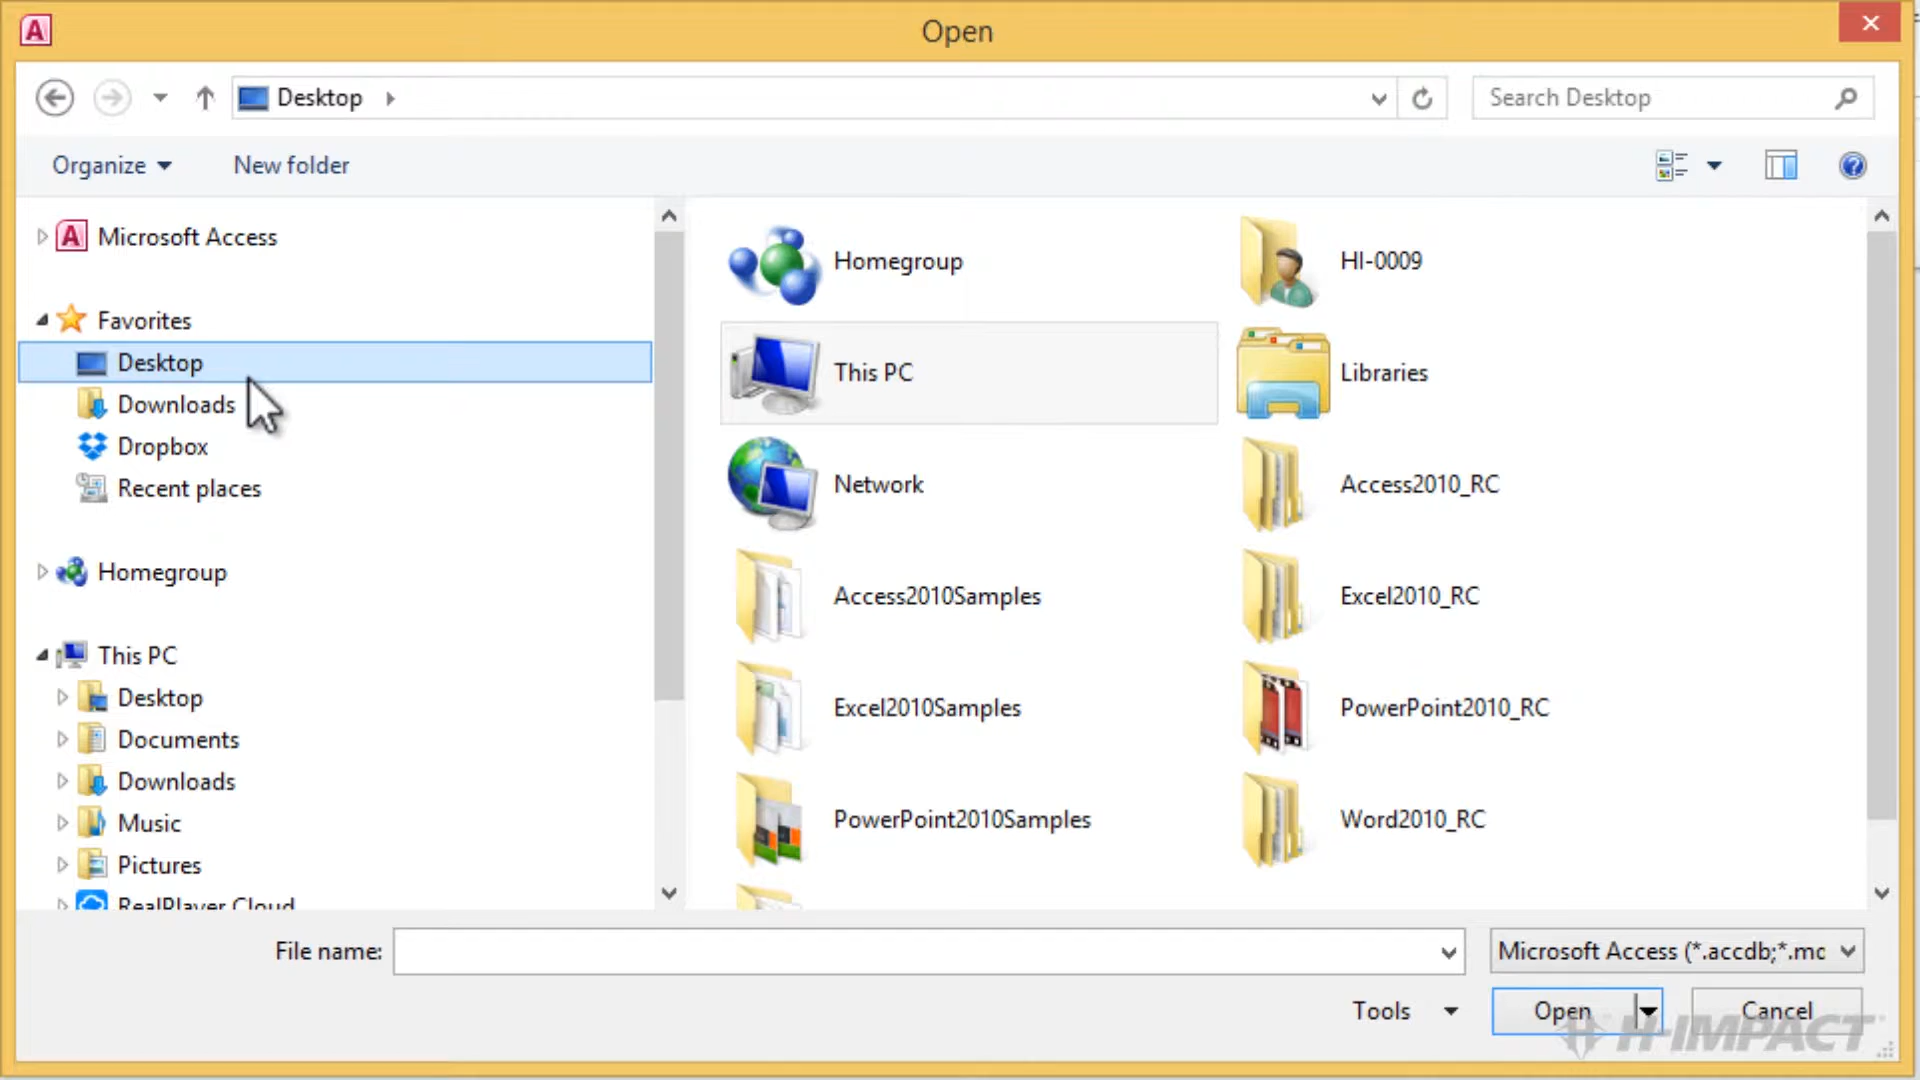 Open
Desktop
Search Desktop
Organize
New folder
Microsoft Access
Favorites
Desktop
Downloads
Dropbox
Recent places
Homegroup
This PC
Desktop
Documents
Downloads
Music
Pictures
RealPlayer Cloud
Homegroup
HI-0009
This PC
Libraries
Network
Access2010_RC
Access2010Samples
Excel2010_RC
Excel2010Samples
PowerPoint2010_RC
PowerPoint2010Samples
Word2010_RC
File name:
Microsoft Access (*.accdb;*.mc
Tools
Open
Cancel
H-IMPACT